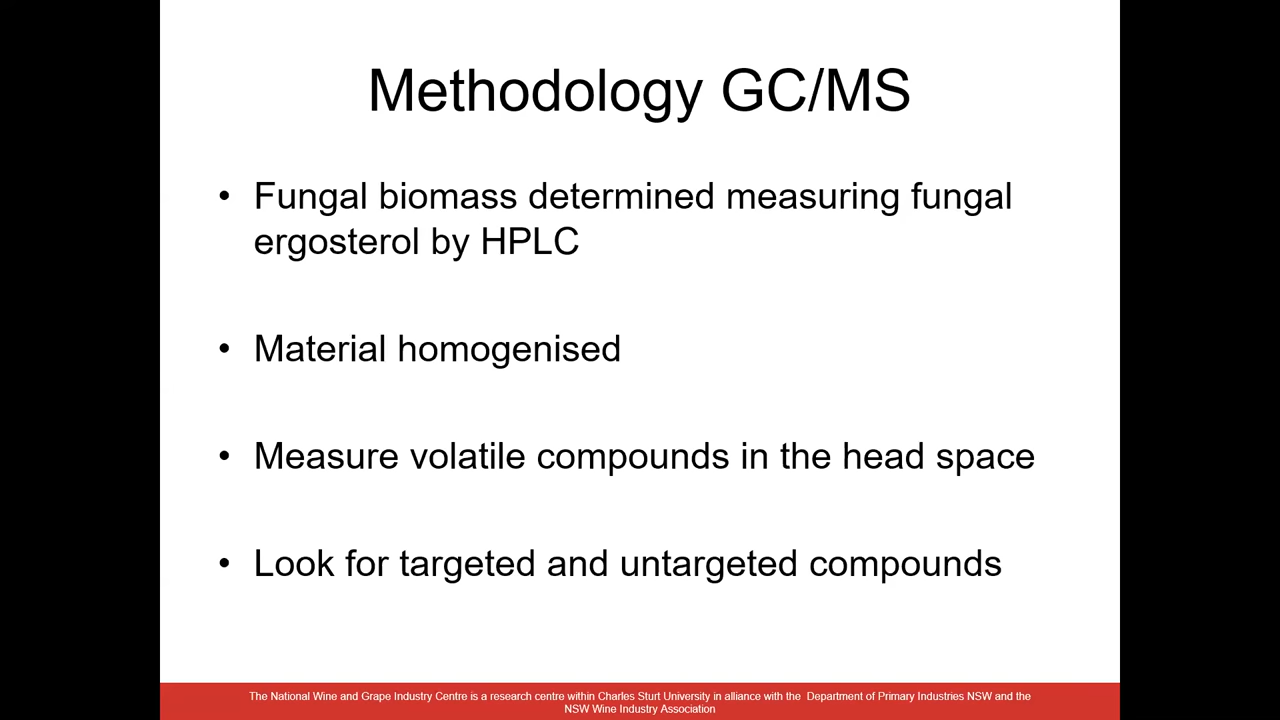 Methodology GC/MS
• Fungal biomass determined measuring fungal
ergosterol by HPLC
• Material homogenised
• Measure volatile compounds in the head space
• Look for targeted and untargeted compounds
The National Wine and Grape Industry Centre is a research centre within Charles Sturt University in alliance with the  Department of Primary Industries NSW and the
NSW Wine Industry Association